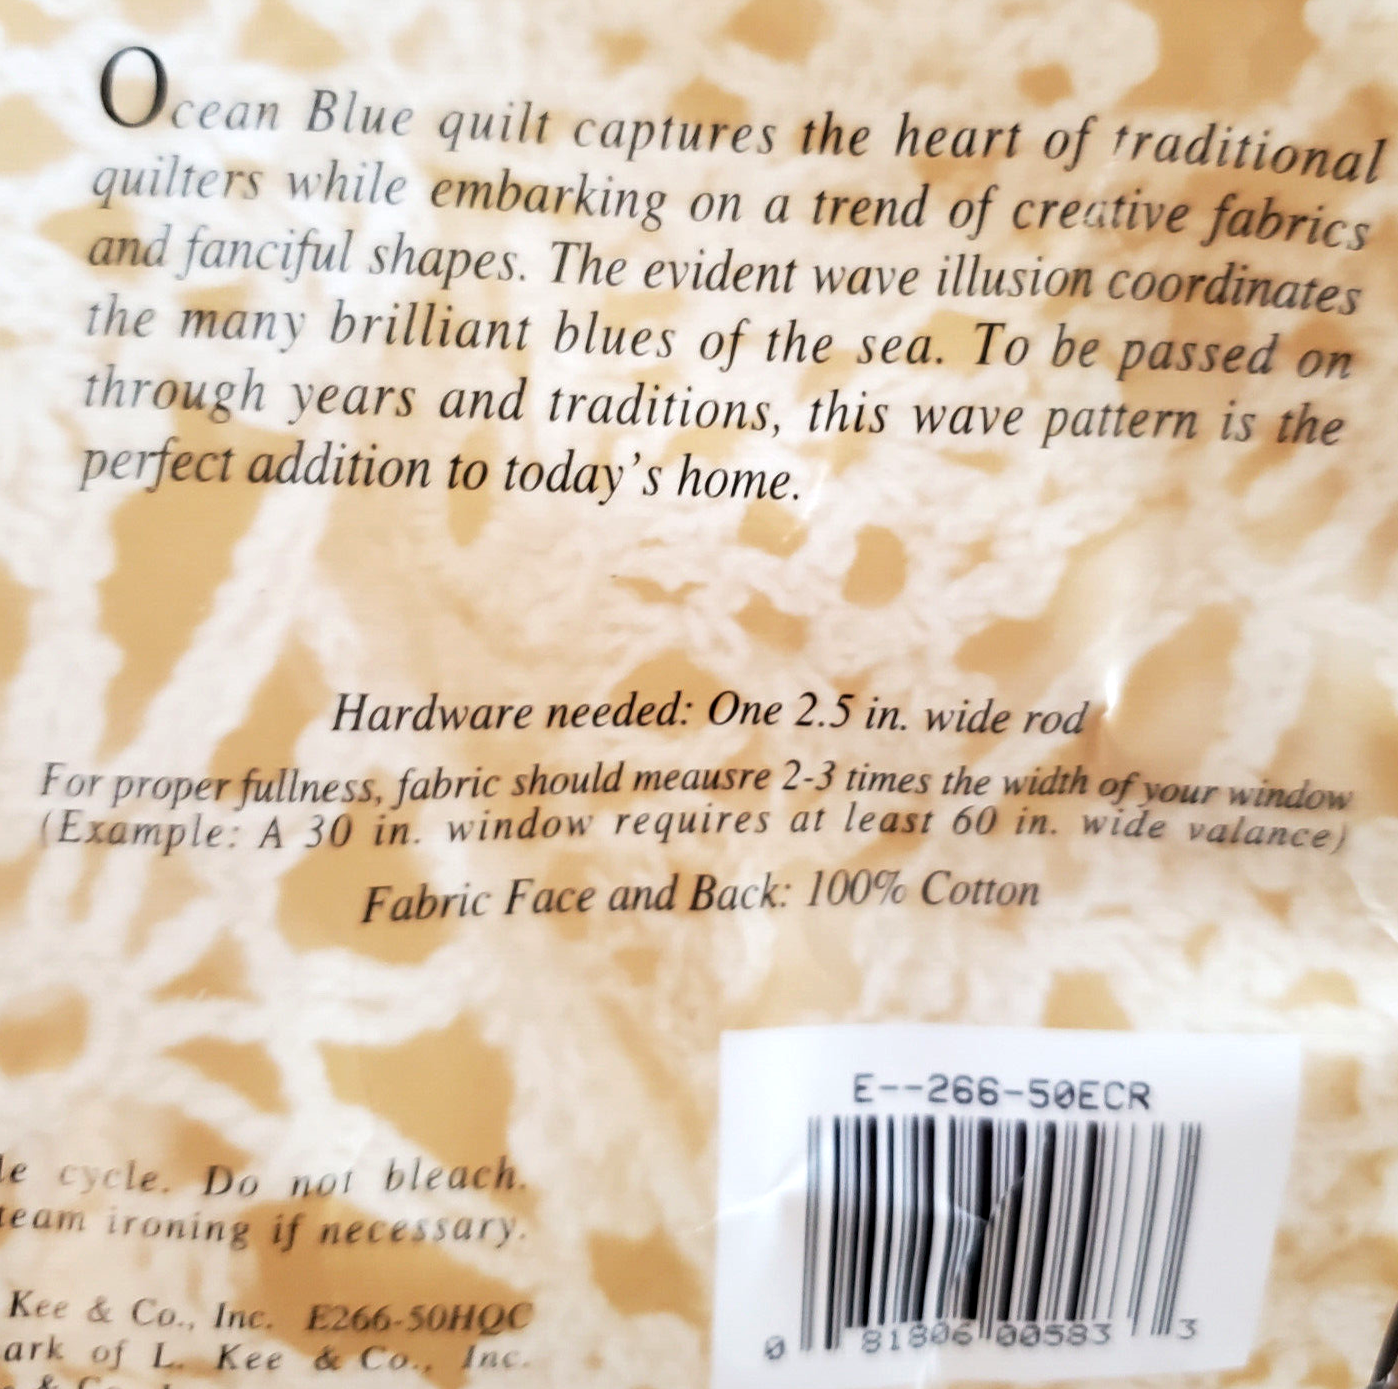 Ocean Blue quilt captures the heart of traditional
quilters while embarking on a trend of creative fabrics
and fanciful shapes. The evident wave illusion coordinates
the many brilliant blues of the sea. To be passed on
through years and traditions, this wave pattern is the
perfect addition to today's home.
Hardware needed: One 2.5 in. wide rod
For proper fullness, fabric should meausre 2-3 times the width of your window
(Example: A 30 in. window requires at least 60 in. wide valance)
Fabric Face and Back: 100% Cotton
E--266-50ECR
0 81806 00583 3
le cycle. Do not bleach.
team ironing if necessary.
Kee & Co., Inc. E266-50HQC
ark of L. Kee & Co., Inc.